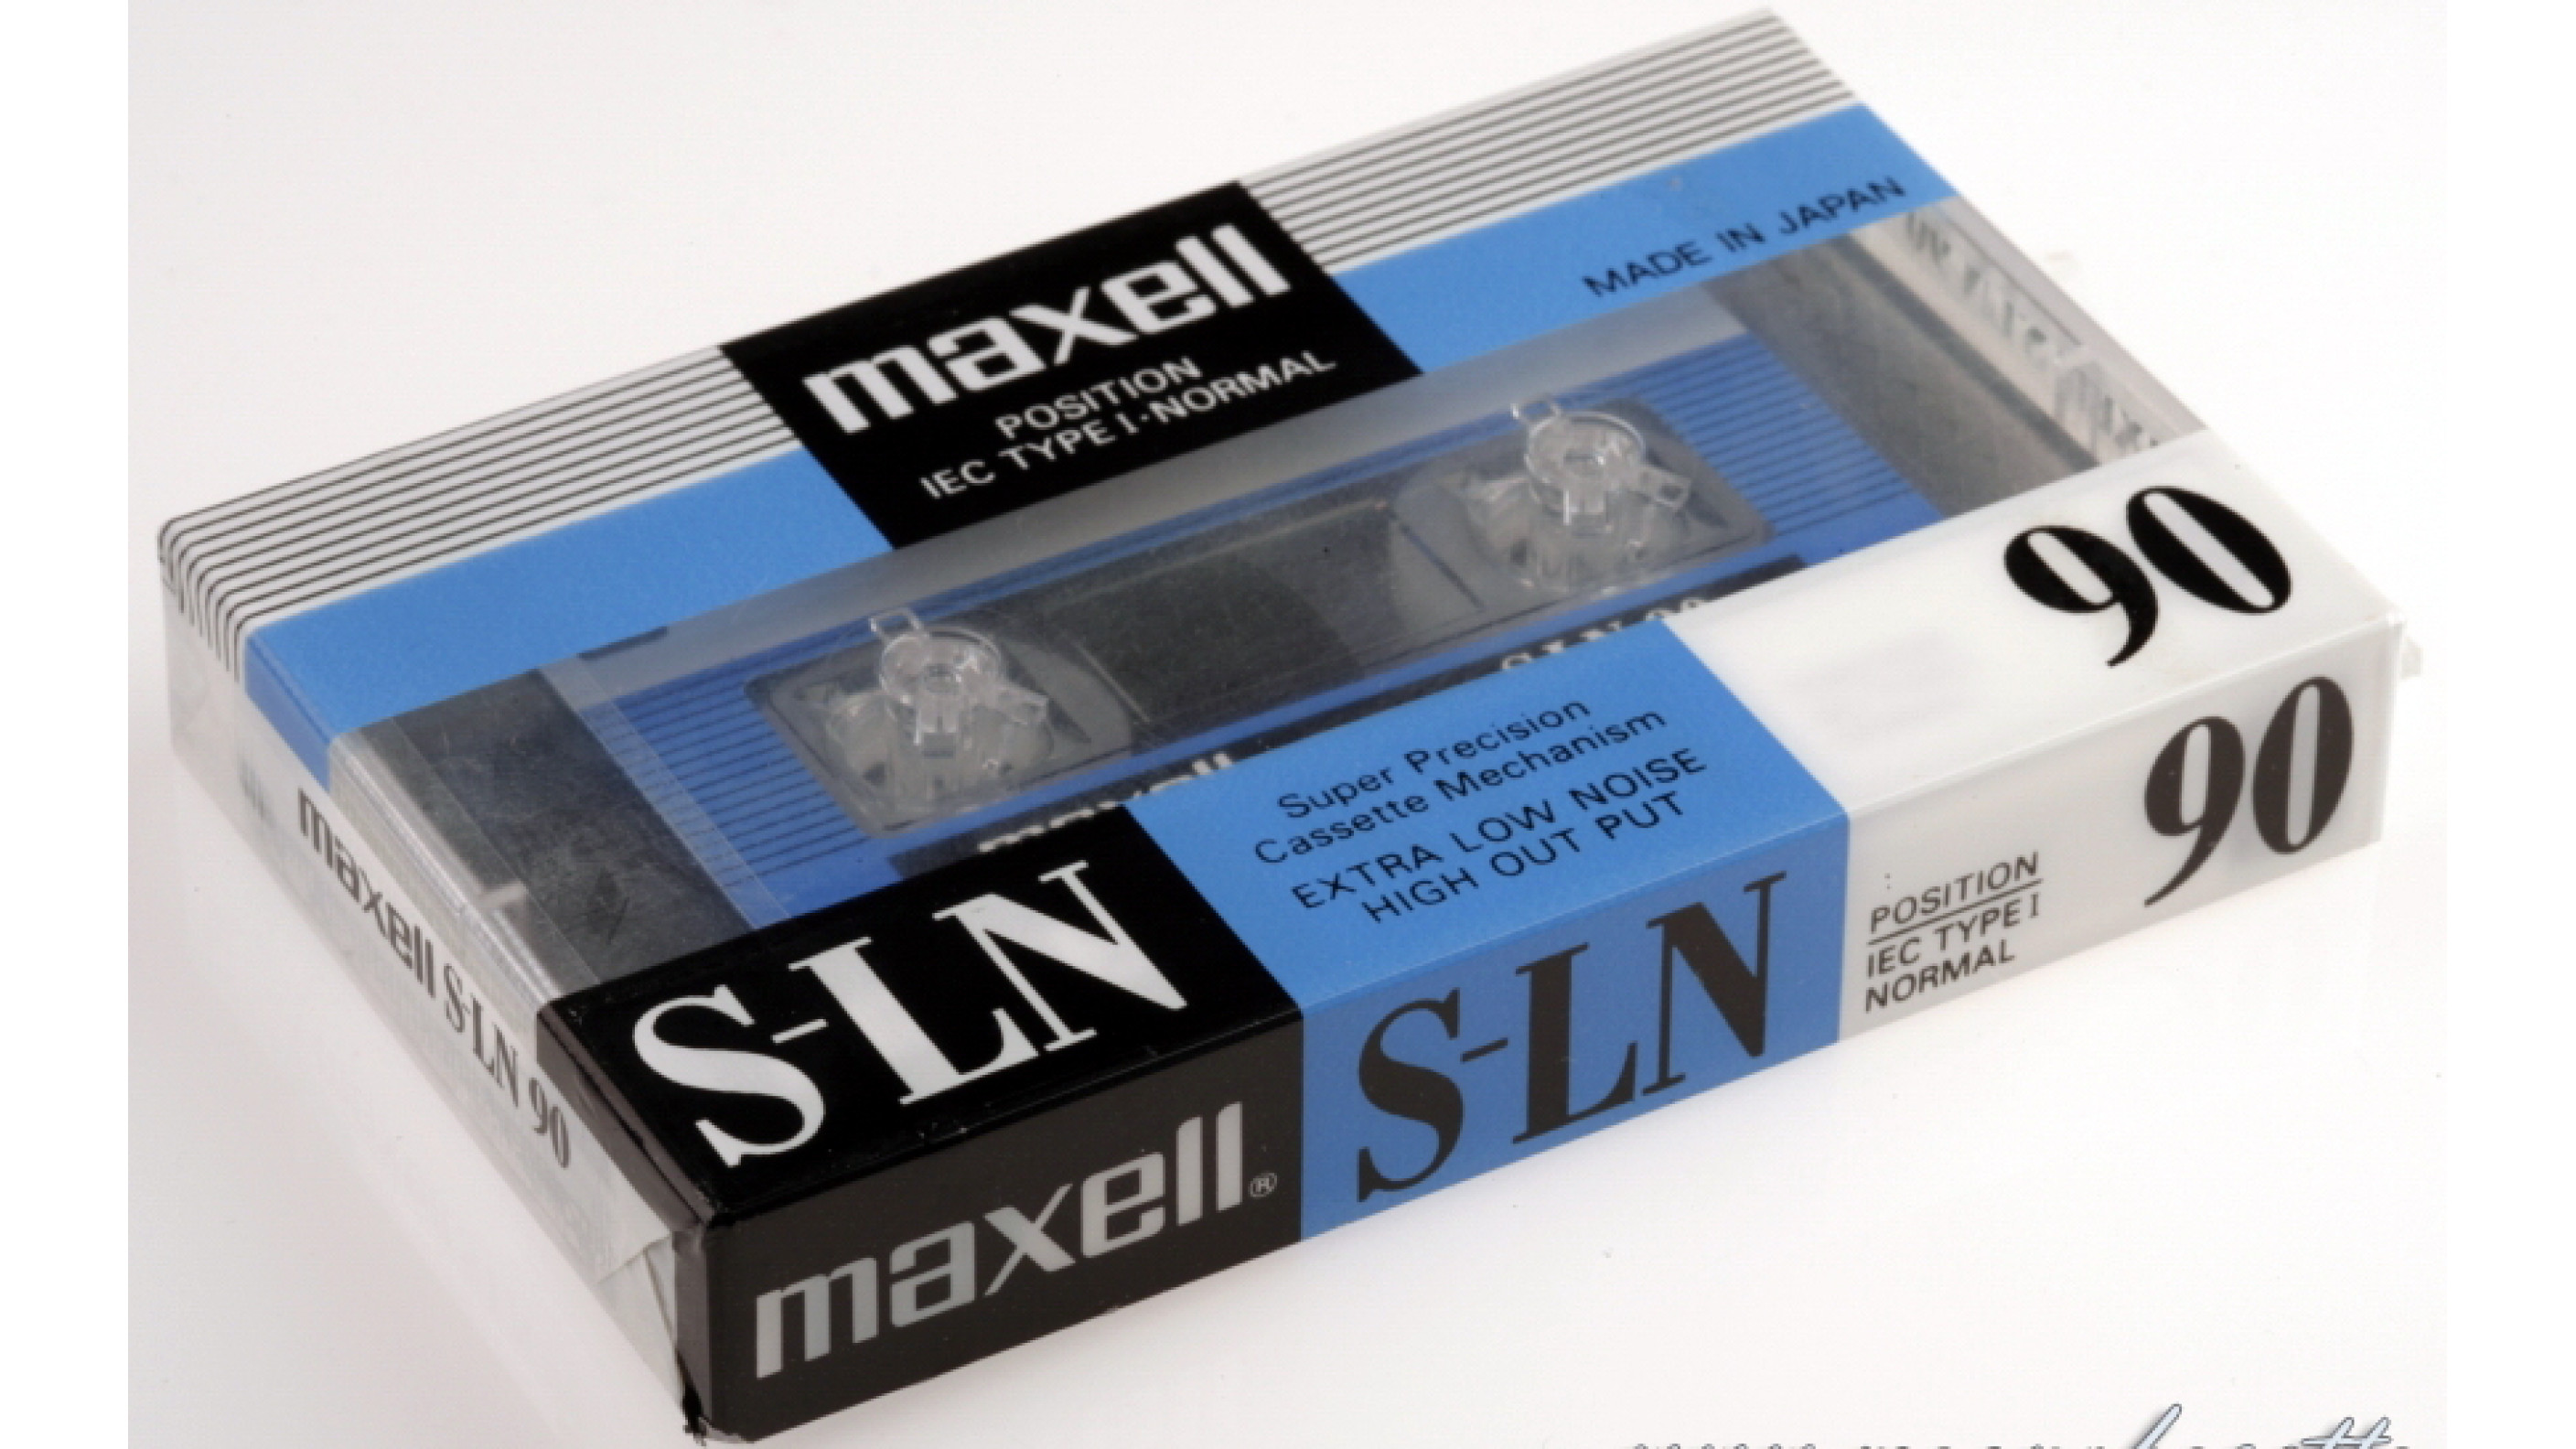 maxell
POSITION
IEC TYPE I·NORMAL
MADE IN JAPAN
90
Super Precision
Cassette Mechanism
EXTRA LOW NOISE
HIGH OUT PUT
S-LN
maxell®
S-LN
POSITION
IEC TYPE I
NORMAL
90
maxell S-LN 90